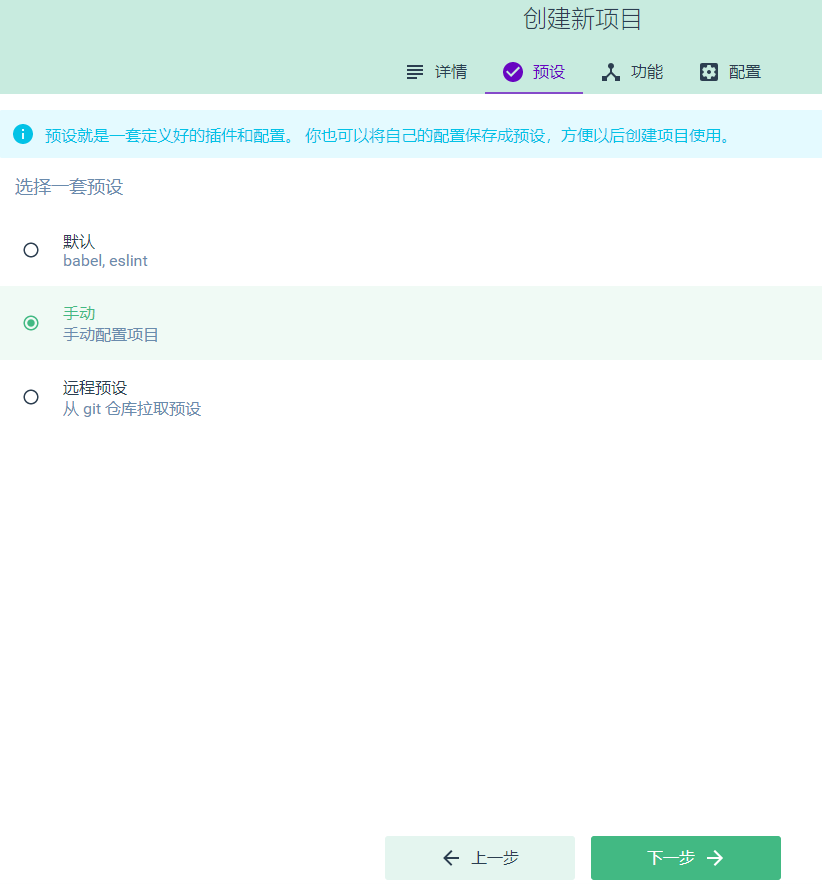 创建新项目
详情 预设 功能 配置
预设就是一套定义好的插件和配置。 你也可以将自己的配置保存成预设，方便以后创建项目使用。
选择一套预设
默认
babel, eslint
手动
手动配置项目
远程预设
从 git 仓库拉取预设
上一步 下一步